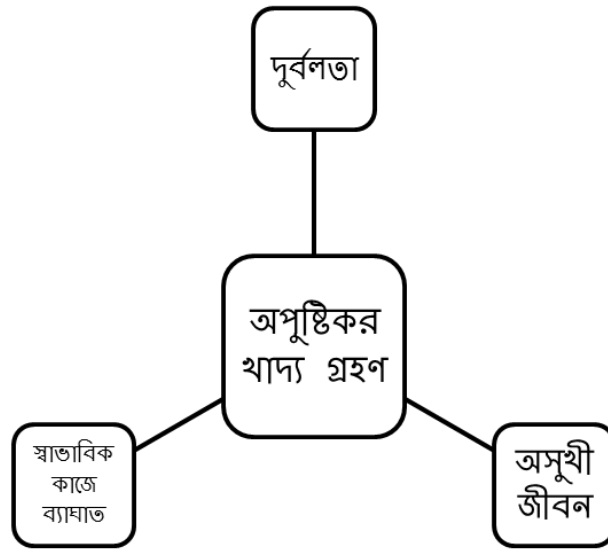 দুর্বলতা
অপুষ্টিকর
খাদ্য গ্রহণ
স্বাভাবিক
কাজে
ব্যাঘাত
অসুখী
জীবন